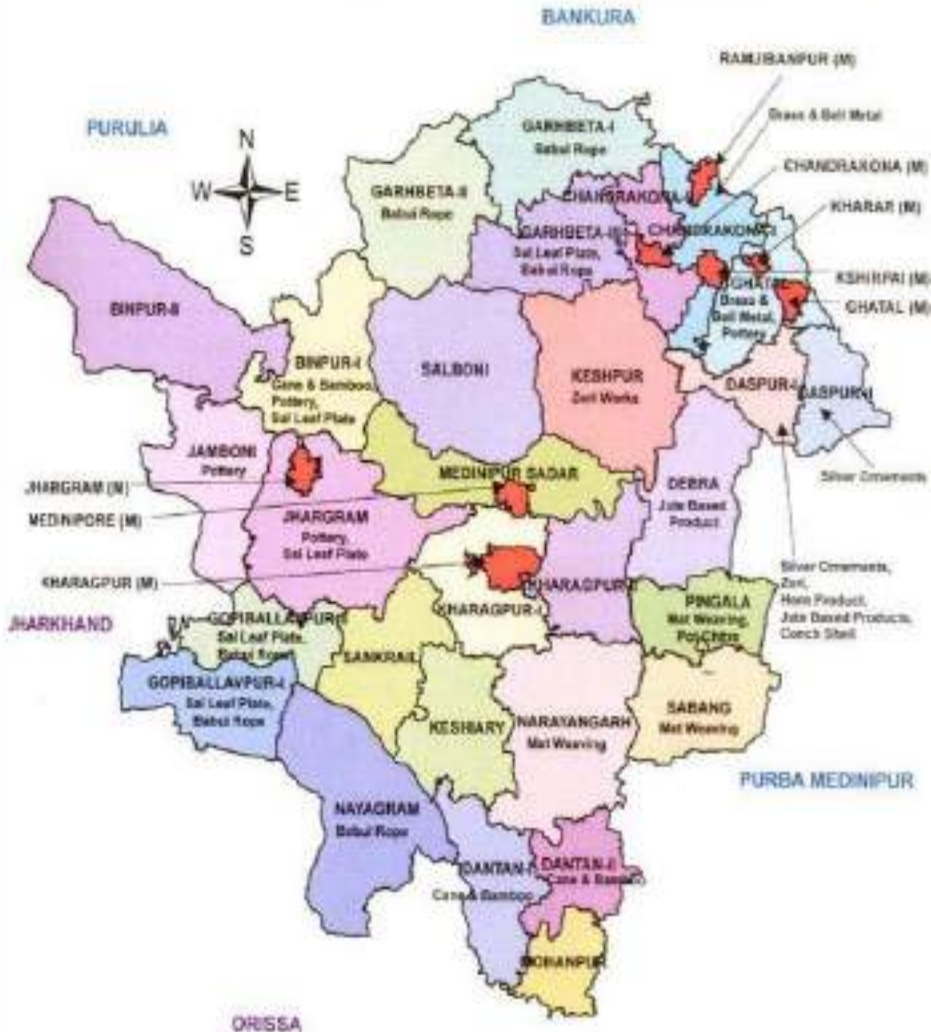 BANKURA
RAMJIBANPUR (M)
Brass & Bell Metal
PURULIA
N
W
E
S
GARHBETA-I
Babul Rope
CHANDRAKONA (M)
GARHBETA-II
Babui Rope
CHANDRAKONA-II
KHARAR (M)
GARHBETA-III
Sal Leaf Plate,
Babui Rope
CHANDRAKONA-I
KSHIRPAI (M)
GHATAL
Brass &
Bell Metal,
Pottery
GHATAL (M)
BINPUR-II
BINPUR-I
Cane & Bamboo,
Pottery,
Sal Leaf Plate
SALBONI
KESHPUR
Zori Works
DASPUR-I
DASPUR-II
JAMBONI
Pottery
Silver Ornements
JHARGRAM (M)
MEDINIPUR SADAR
DEBRA
Jute Based
Product
MEDINIPORE (M)
JHARGRAM
Pottery,
Sal Leaf Plate
KHARAGPUR (M)
KHARAGPUR-II
Silver Ornements,
Zori,
Horn Product,
Jute Based Products,
Conch Shell
KHARAGPUR-I
PINGALA
Mat Weaving,
Pot Chitra
JHARKHAND
GOPIBALLAVPUR-II
Sal Leaf Plate,
Babui Rope
SANKRAIL
GOPIBALLAVPUR-I
Sal Leaf Plate,
Babui Rope
KESHIARY
NARAYANGARH
Mat Weaving
SABANG
Mat Weaving
PURBA MEDINIPUR
NAYAGRAM
Babui Rope
DANTAN-I
Cane & Bamboo
DANTAN-II
Cane & Bamboo
MOHANPUR
ORISSA